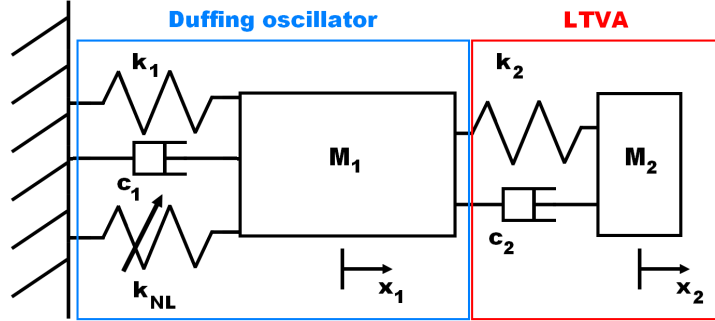 Duffing oscillator
LTVA
k1
k2
M1
M2
c1
c2
kNL
x1
x2